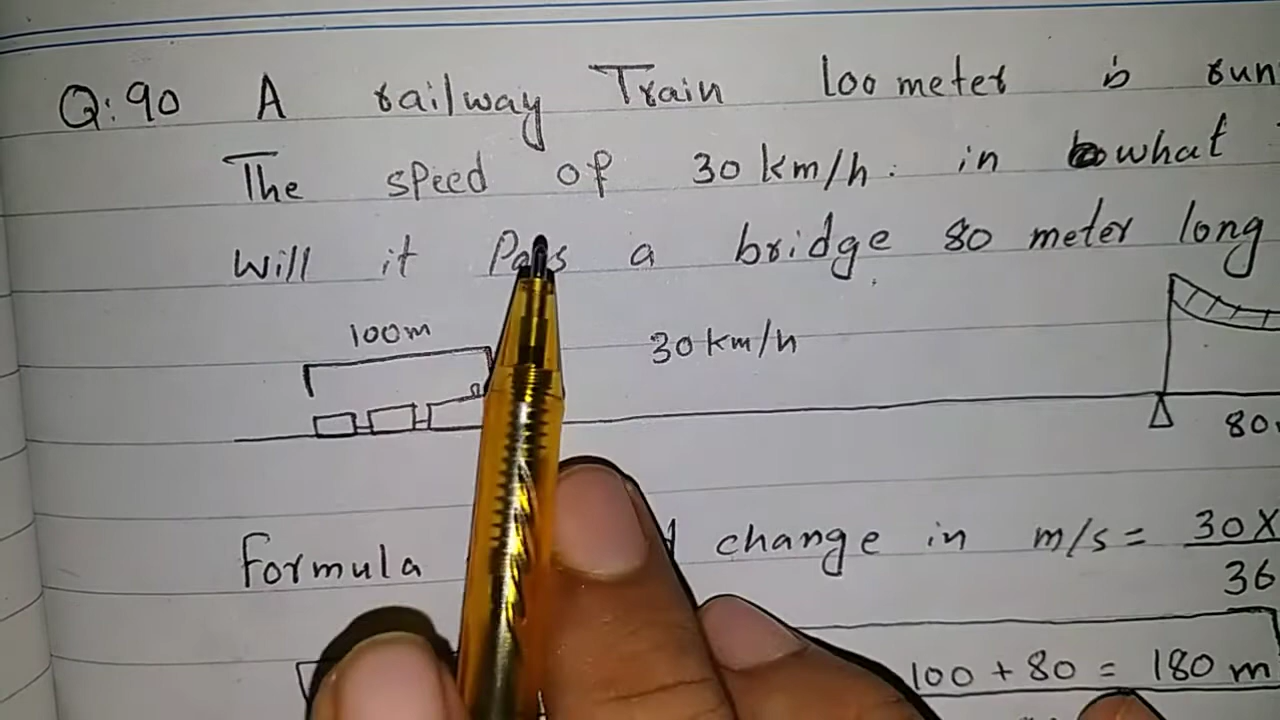 Q:90 A railway Train 100 meter is run
The speed of 30 km/h. in what
Will it Pass a bridge 80 meter long
100m
30 km/h
80
Formula change in m/s = 30X
36
100 + 80 = 180 m